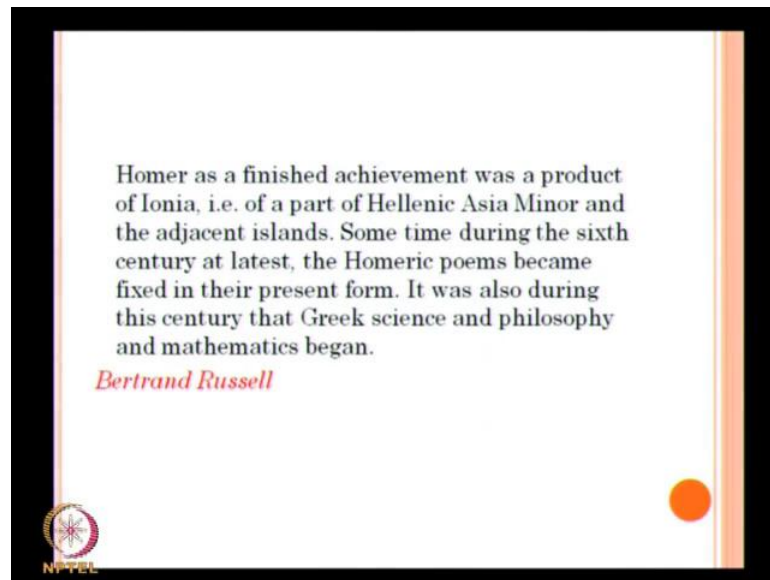 Homer as a finished achievement was a product
of Ionia, i.e. of a part of Hellenic Asia Minor and
the adjacent islands. Some time during the sixth
century at latest, the Homeric poems became
fixed in their present form. It was also during
this century that Greek science and philosophy
and mathematics began.
Bertrand Russell
NPTEL